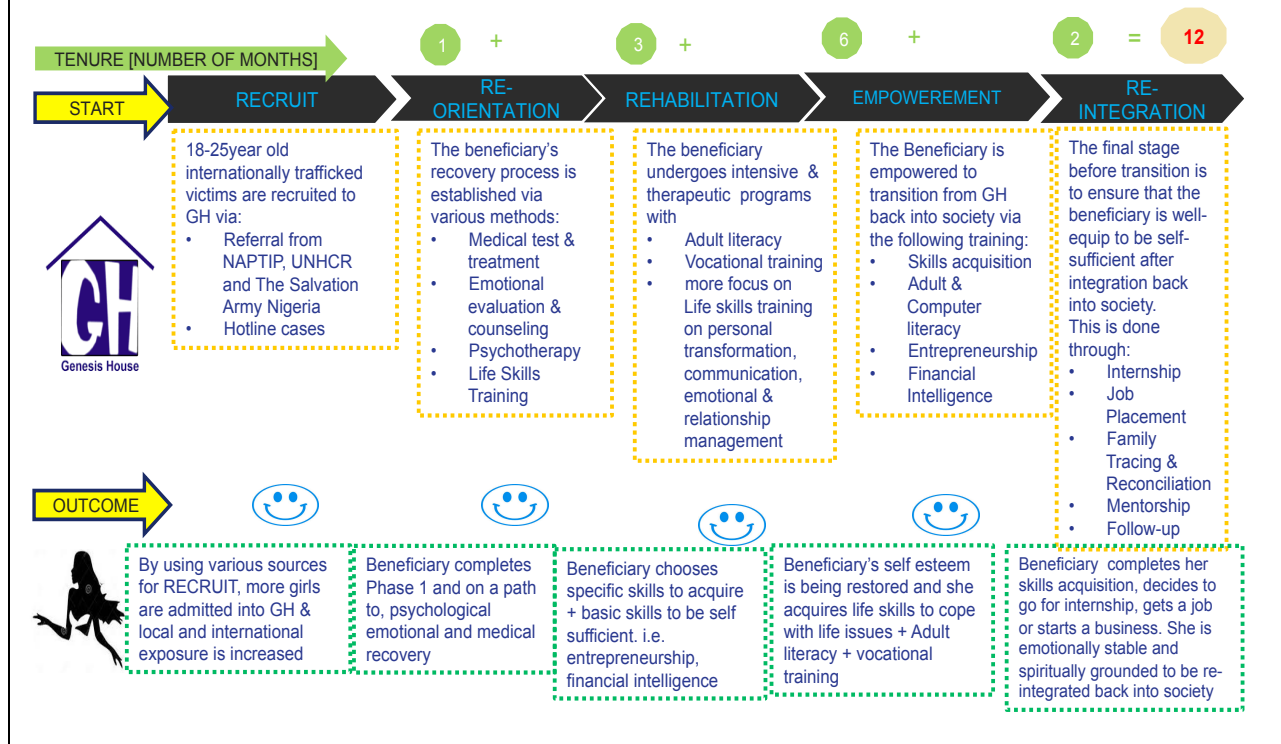 1 + 3 + 6 + 2 = 12
TENURE [NUMBER OF MONTHS]
START
RECRUIT
RE-
ORIENTATION
REHABILITATION
EMPOWEREMENT
RE-
INTEGRATION
18-25year old
internationally trafficked
victims are recruited to
GH via:
• Referral from
NAPTIP, UNHCR
and The Salvation
Army Nigeria
• Hotline cases
The beneficiary's
recovery process is
established via
various methods:
• Medical test &
treatment
• Emotional
evaluation &
counseling
• Psychotherapy
• Life Skills
Training
The beneficiary
undergoes intensive &
therapeutic programs
with
• Adult literacy
• Vocational training
• more focus on
Life skills training
on personal
transformation,
communication,
emotional &
relationship
management
The Beneficiary is
empowered to
transition from GH
back into society via
the following training:
• Skills acquisition
• Adult &
Computer
literacy
• Entrepreneurship
• Financial
Intelligence
The final stage
before transition is
to ensure that the
beneficiary is well-
equip to be self-
sufficient after
integration back
into society.
This is done
through:
• Internship
• Job
Placement
• Family
Tracing &
Reconciliation
• Mentorship
• Follow-up
GH
Genesis House
OUTCOME
By using various sources
for RECRUIT, more girls
are admitted into GH &
local and international
exposure is increased
Beneficiary completes
Phase 1 and on a path
to, psychological
emotional and medical
recovery
Beneficiary chooses
specific skills to acquire
+ basic skills to be self
sufficient. i.e.
entrepreneurship,
financial intelligence
Beneficiary's self esteem
is being restored and she
acquires life skills to cope
with life issues + Adult
literacy + vocational
training
Beneficiary completes her
skills acquisition, decides to
go for internship, gets a job
or starts a business. She is
emotionally stable and
spiritually grounded to be re-
integrated back into society